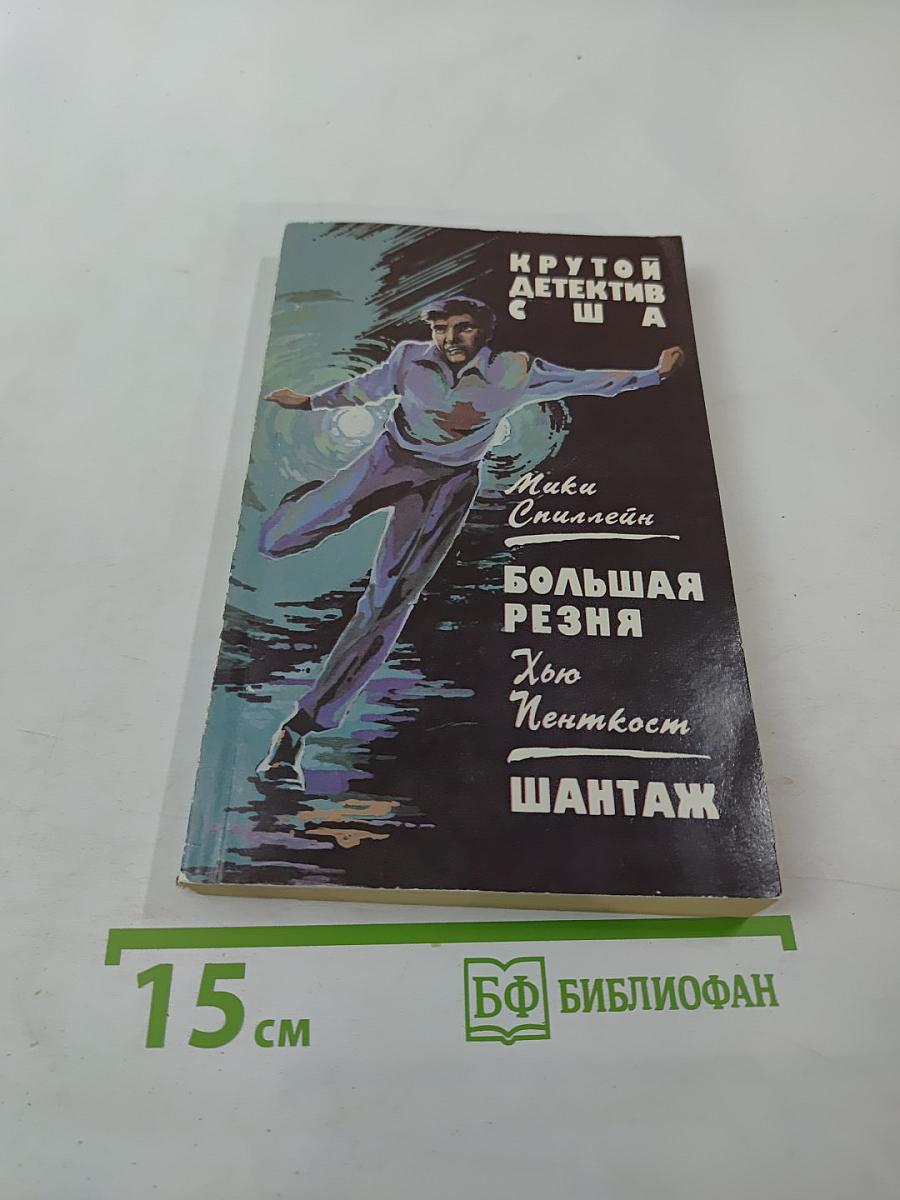 КРУТОЙ
ДЕТЕКТИВ
США
Мики
Спиллейн
БОЛЬШАЯ
РЕЗНЯ
Хью
Пенткост
ШАНТАЖ
15 см
БФ БИБЛИОФАН